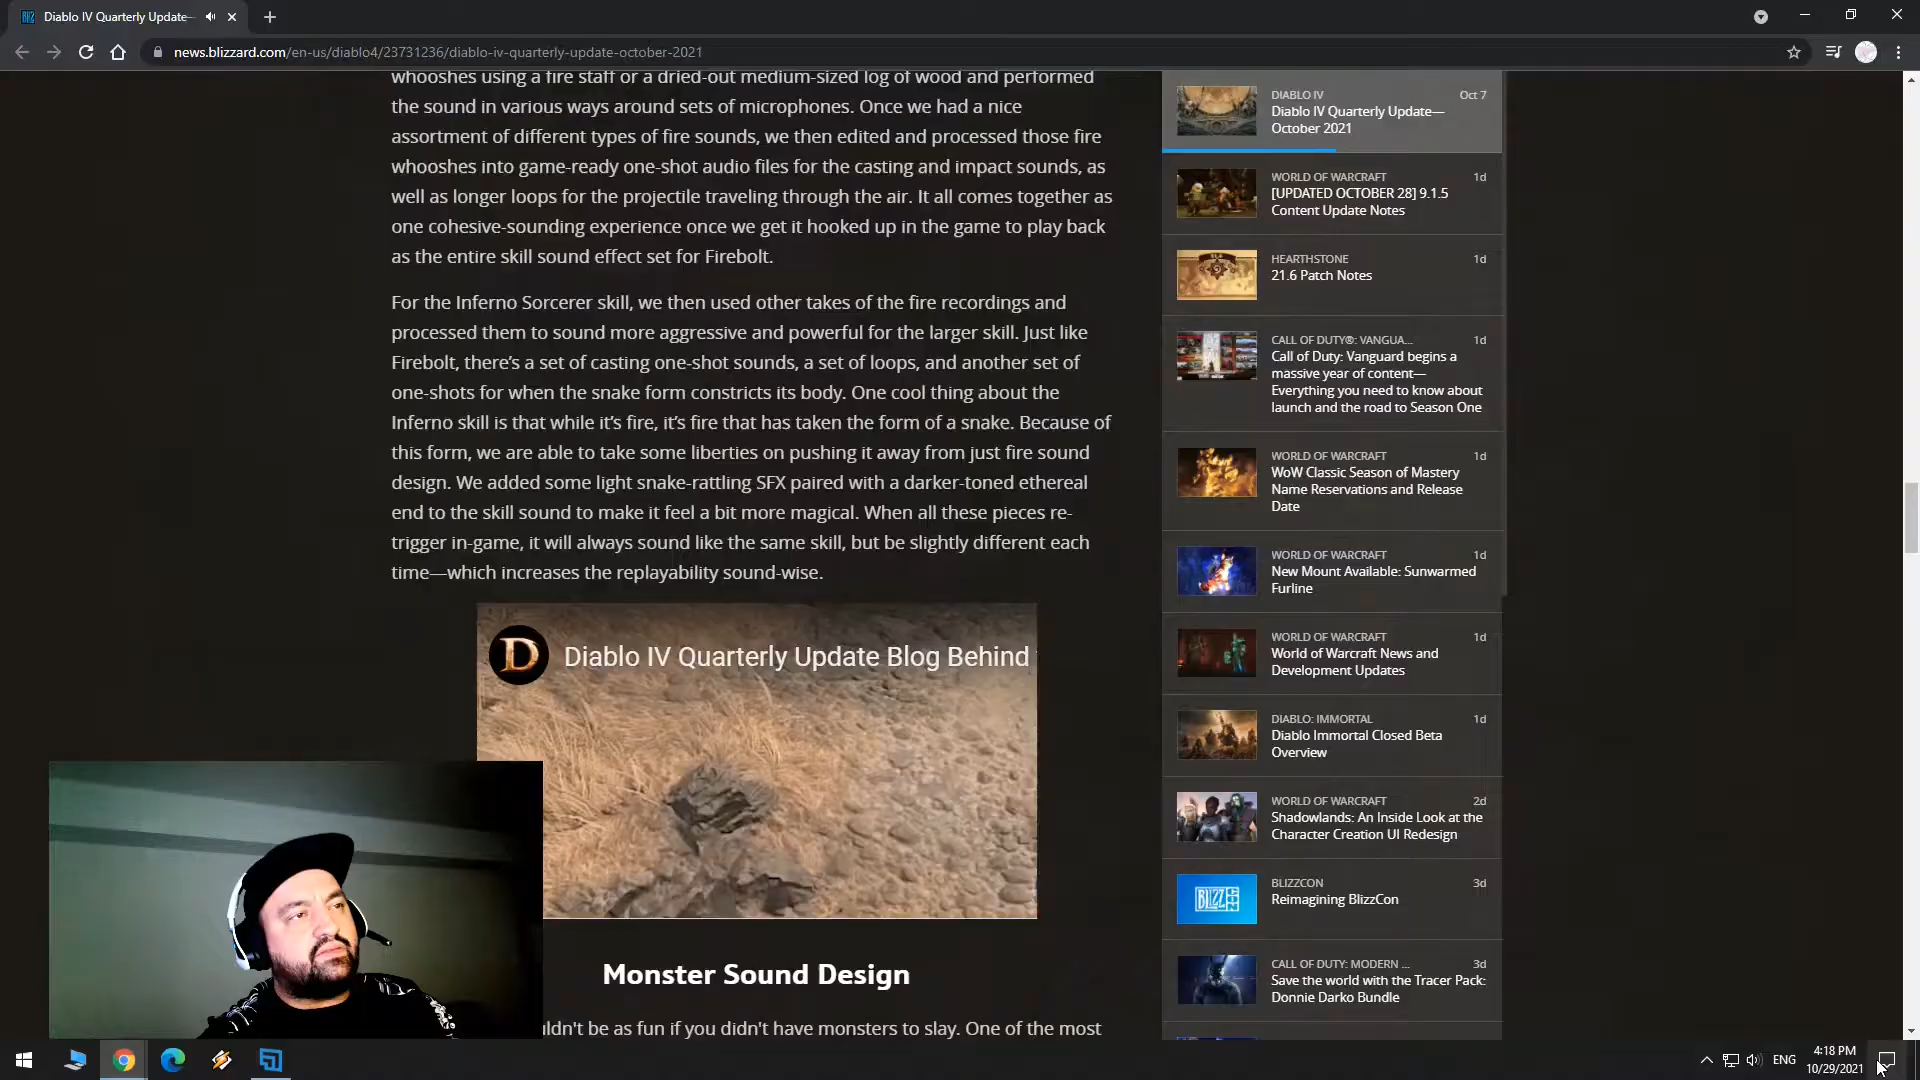 Diablo IV Quarterly Update—
news.blizzard.com/en-us/diablo4/23731236/diablo-iv-quarterly-update-october-2021
whooshes using a fire staff or a dried-out medium-sized log of wood and performed
the sound in various ways around sets of microphones. Once we had a nice
assortment of different types of fire sounds, we then edited and processed those fire
whooshes into game-ready one-shot audio files for the casting and impact sounds, as
well as longer loops for the projectile traveling through the air. It all comes together as
one cohesive-sounding experience once we get it hooked up in the game to play back
as the entire skill sound effect set for Firebolt.
For the Inferno Sorcerer skill, we then used other takes of the fire recordings and
processed them to sound more aggressive and powerful for the larger skill. Just like
Firebolt, there’s a set of casting one-shot sounds, a set of loops, and another set of
one-shots for when the snake form constricts its body. One cool thing about the
Inferno skill is that while it’s fire, it’s fire that has taken the form of a snake. Because of
this form, we are able to take some liberties on pushing it away from just fire sound
design. We added some light snake-rattling SFX paired with a darker-toned ethereal
end to the skill sound to make it feel a bit more magical. When all these pieces re-
trigger in-game, it will always sound like the same skill, but be slightly different each
time—which increases the replayability sound-wise.
Diablo IV Quarterly Update Blog Behind
Monster Sound Design
uldn't be as fun if you didn't have monsters to slay. One of the most
DIABLO IV Oct 7
Diablo IV Quarterly Update—
October 2021
WORLD OF WARCRAFT 1d
[UPDATED OCTOBER 28] 9.1.5
Content Update Notes
HEARTHSTONE 1d
21.6 Patch Notes
CALL OF DUTY®: VANGUA... 1d
Call of Duty: Vanguard begins a
massive year of content—
Everything you need to know about
launch and the road to Season One
WORLD OF WARCRAFT 1d
WoW Classic Season of Mastery
Name Reservations and Release
Date
WORLD OF WARCRAFT 1d
New Mount Available: Sunwarmed
Furline
WORLD OF WARCRAFT 1d
World of Warcraft News and
Development Updates
DIABLO: IMMORTAL 1d
Diablo Immortal Closed Beta
Overview
WORLD OF WARCRAFT 2d
Shadowlands: An Inside Look at the
Character Creation UI Redesign
BLIZZCON 3d
Reimagining BlizzCon
CALL OF DUTY: MODERN ... 3d
Save the world with the Tracer Pack:
Donnie Darko Bundle
ENG
4:18 PM
10/29/2021